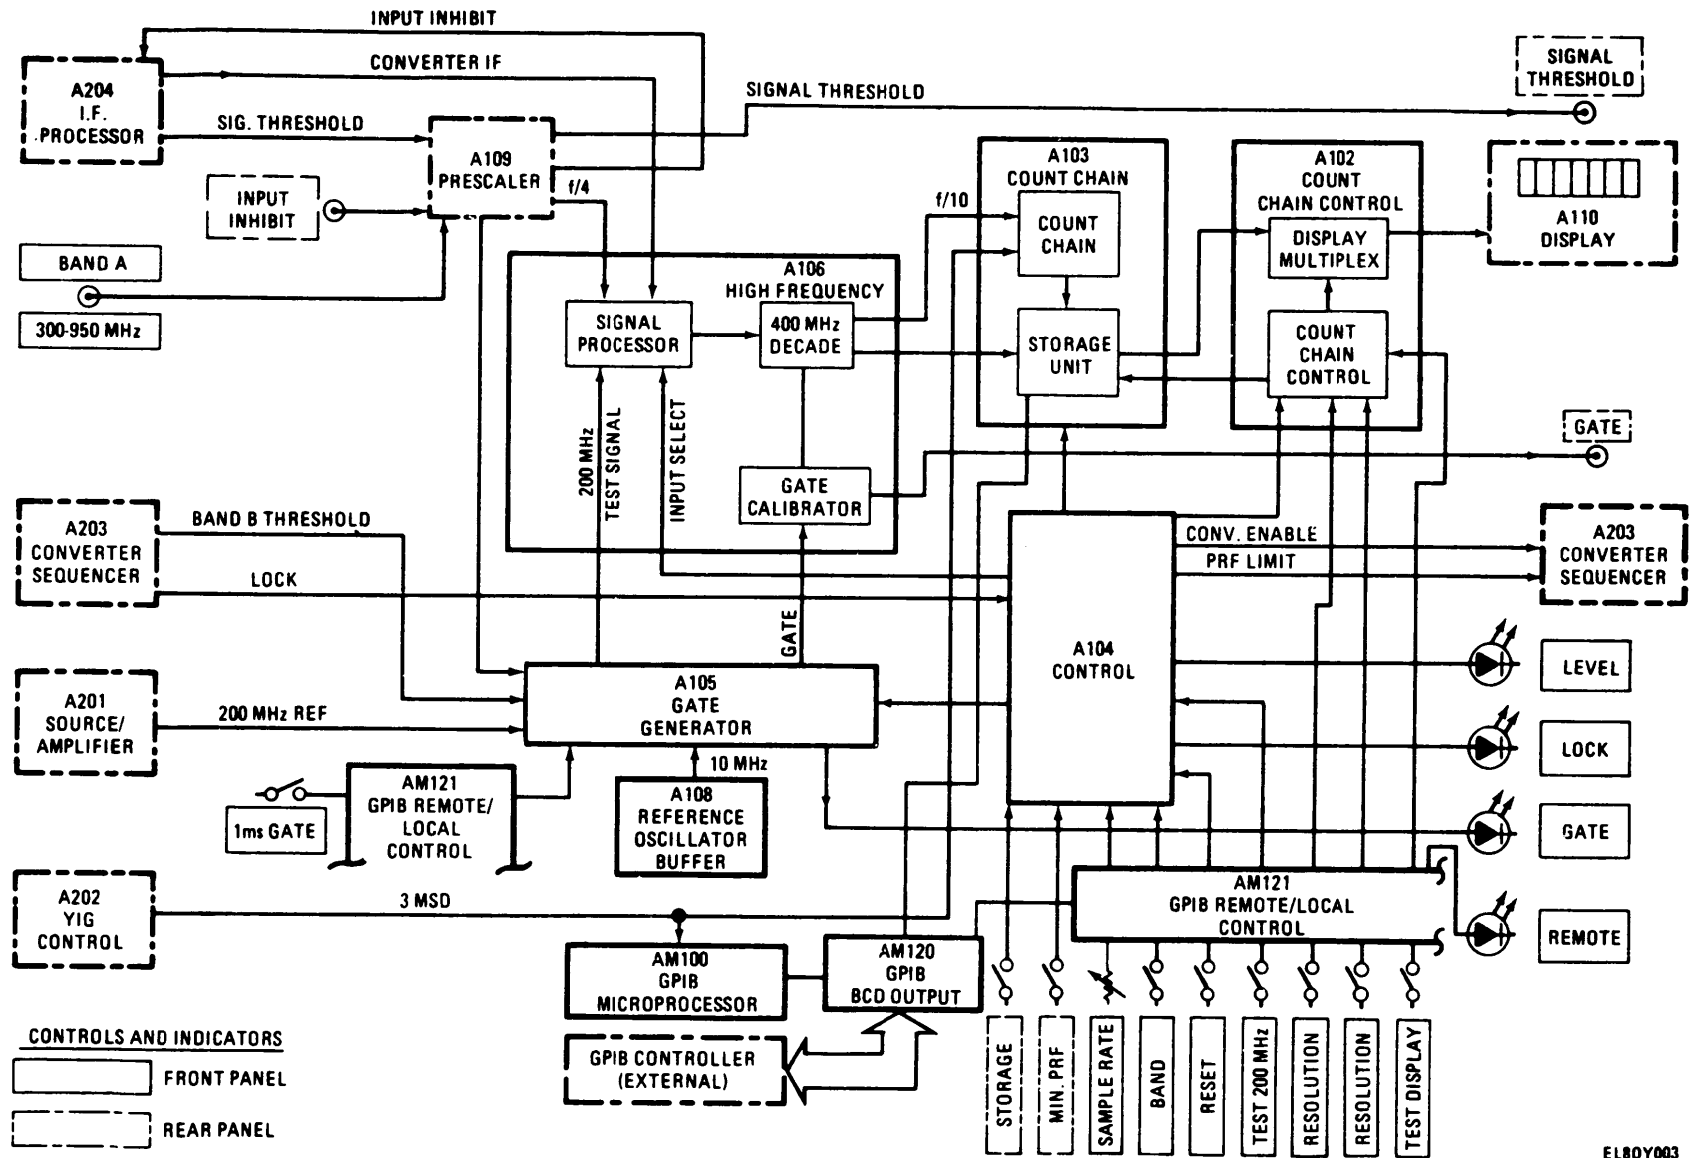 INPUT INHIBIT
CONVERTER IF
A204
I.F.
PROCESSOR
SIG. THRESHOLD
A109
PRESCALER
f/4
SIGNAL THRESHOLD
SIGNAL
THRESHOLD
INPUT
INHIBIT
BAND A
300-950 MHz
A106
HIGH FREQUENCY
SIGNAL
PROCESSOR
400 MHz
DECADE
GATE
CALIBRATOR
200 MHz
TEST SIGNAL
INPUT SELECT
GATE
f/10
A103
COUNT CHAIN
COUNT
CHAIN
STORAGE
UNIT
A102
COUNT
CHAIN CONTROL
DISPLAY
MULTIPLEX
COUNT
CHAIN
CONTROL
A110
DISPLAY
GATE
A203
CONVERTER
SEQUENCER
BAND B THRESHOLD
LOCK
A201
SOURCE/
AMPLIFIER
200 MHz REF
A105
GATE
GENERATOR
A104
CONTROL
CONV. ENABLE
PRF LIMIT
A203
CONVERTER
SEQUENCER
LEVEL
LOCK
GATE
REMOTE
1ms GATE
AM121
GPIB REMOTE/
LOCAL
CONTROL
10 MHz
A108
REFERENCE
OSCILLATOR
BUFFER
A202
YIG
CONTROL
3 MSD
AM100
GPIB
MICROPROCESSOR
AM120
GPIB
BCD OUTPUT
AM121
GPIB REMOTE/LOCAL
CONTROL
GPIB CONTROLLER
(EXTERNAL)
STORAGE
MIN. PRF
SAMPLE RATE
BAND
RESET
TEST 200 MHz
RESOLUTION
RESOLUTION
TEST DISPLAY
CONTROLS AND INDICATORS
FRONT PANEL
REAR PANEL
EL8OY003